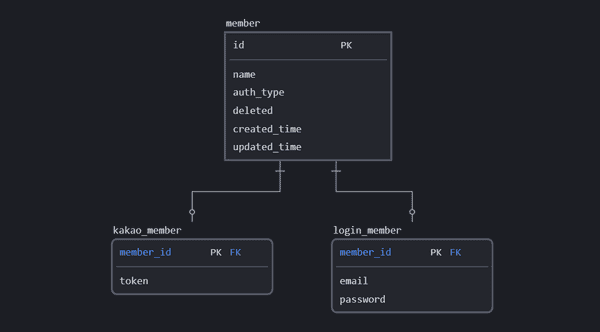 member
id PK
name
auth_type
deleted
created_time
updated_time
kakao_member
member_id PK FK
token
login_member
member_id PK FK
email
password